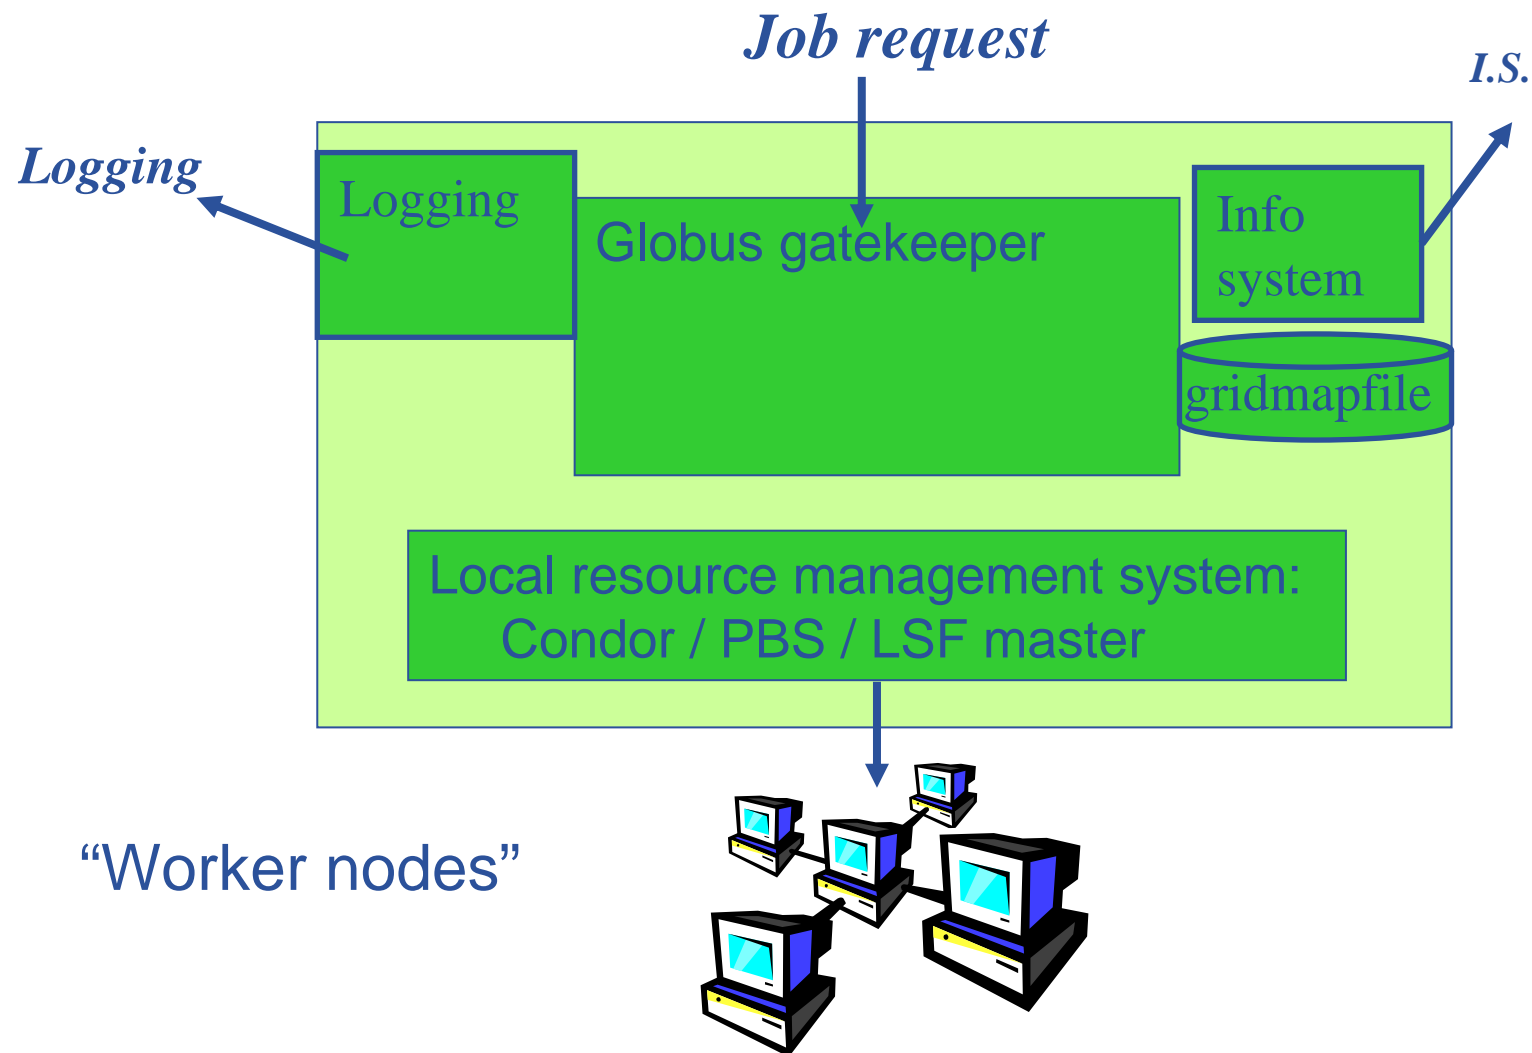 Job request
I.S.
Logging
Logging
Globus gatekeeper
Info
system
gridmapfile
Local resource management system:
Condor / PBS / LSF master
“Worker nodes”